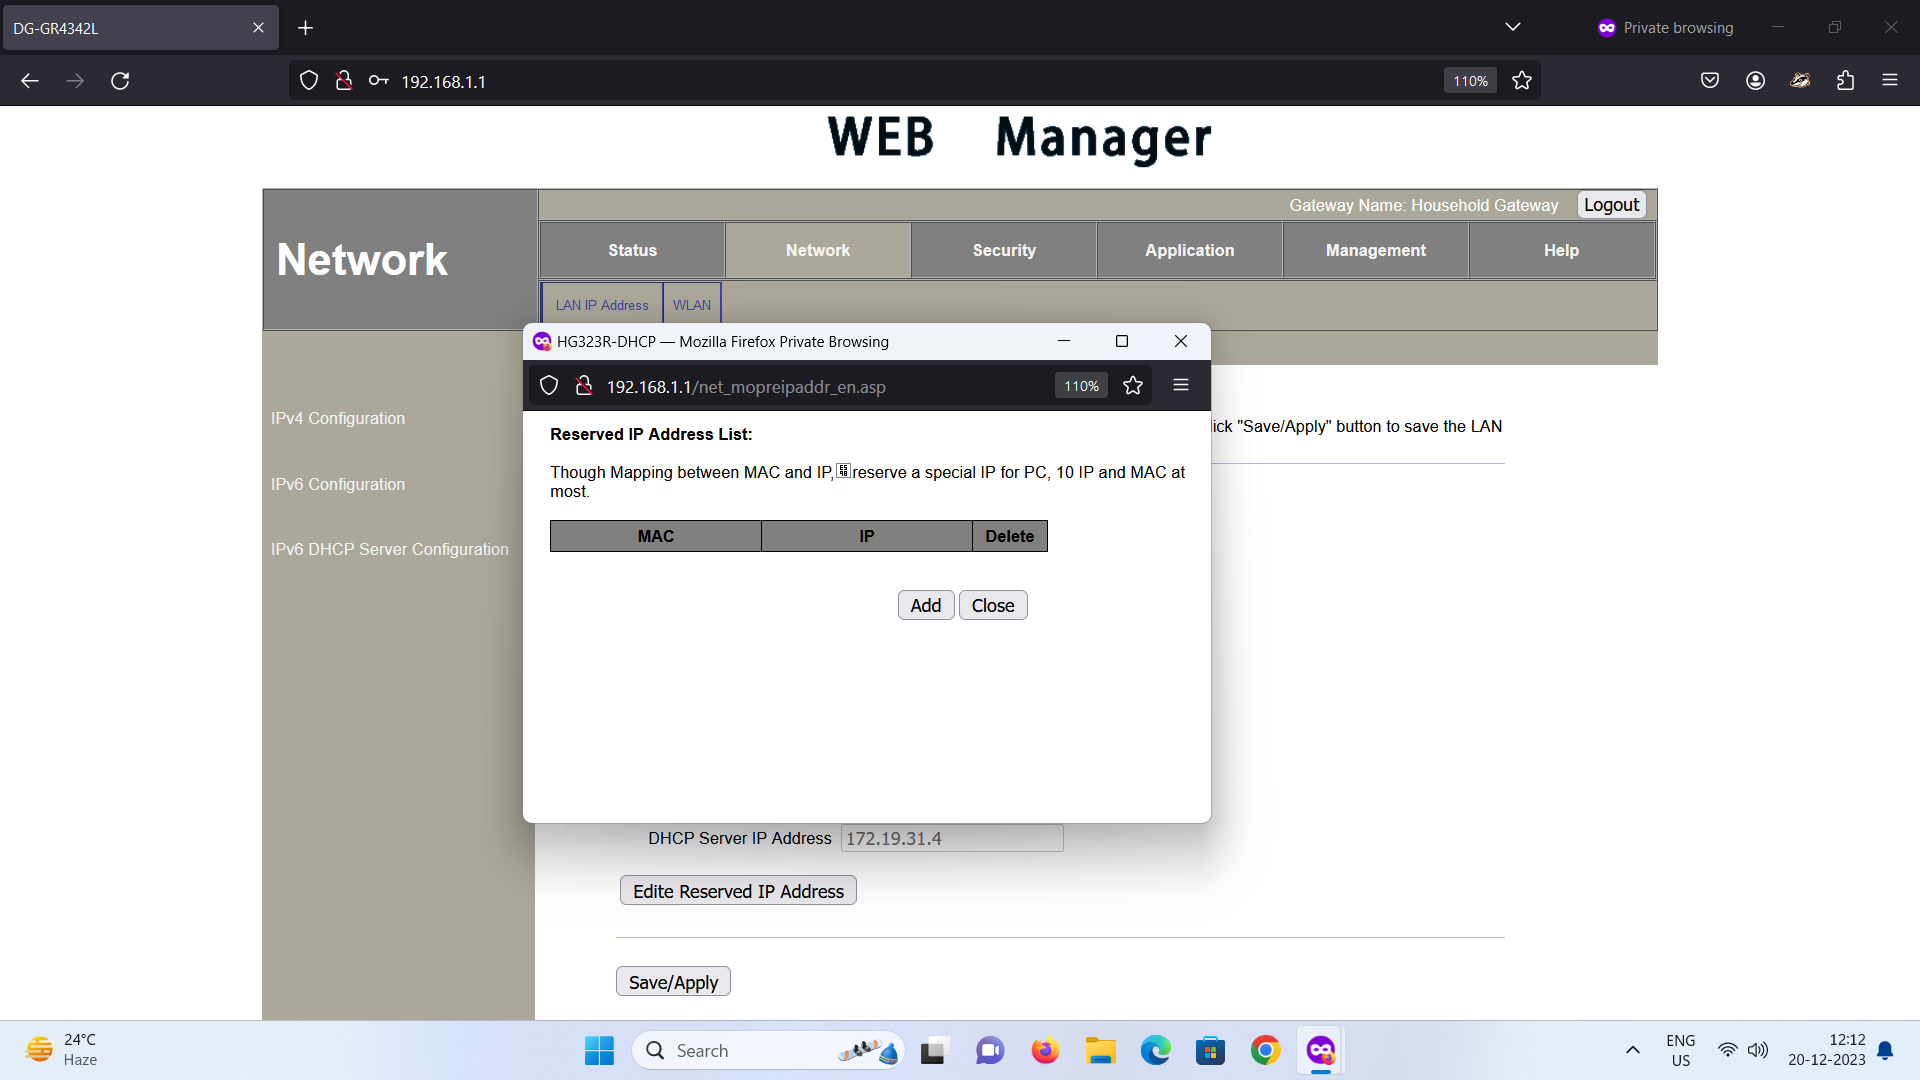 DG-GR4342L
Private browsing
192.168.1.1
110%
WEB Manager
Gateway Name: Household Gateway
Logout
Network
Status
Network
Security
Application
Management
Help
LAN IP Address
WLAN
IPv4 Configuration
IPv6 Configuration
IPv6 DHCP Server Configuration
HG323R-DHCP — Mozilla Firefox Private Browsing
192.168.1.1/net_mopreipaddr_en.asp
110%
ick "Save/Apply" button to save the LAN
Reserved IP Address List:
Though Mapping between MAC and IP, reserve a special IP for PC, 10 IP and MAC at
most.
MAC
IP
Delete
Add
Close
DHCP Server IP Address
172.19.31.4
Edite Reserved IP Address
Save/Apply
24°C
Haze
Search
ENG
US
12:12
20-12-2023